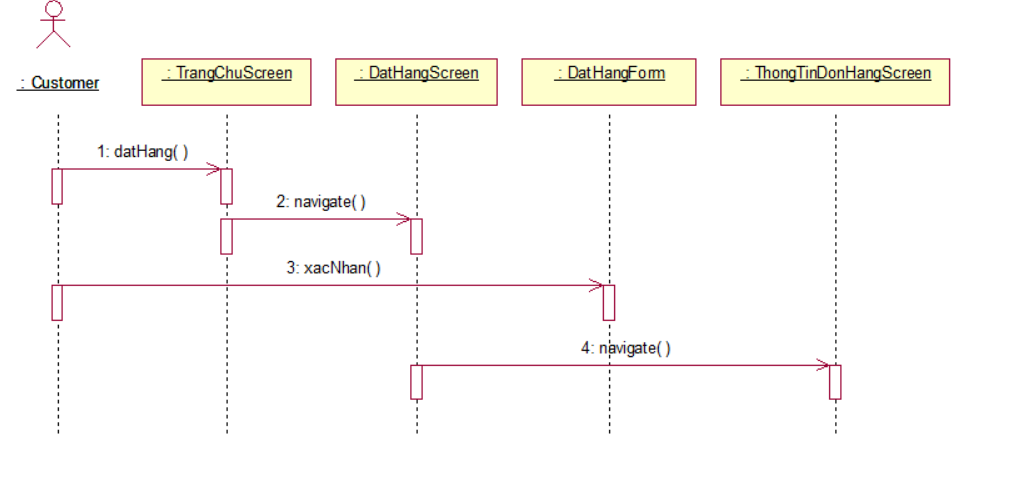 : Customer
: TrangChuScreen
: DatHangScreen
: DatHangForm
: ThongTinDonHangScreen
1: datHang( )
2: navigate( )
3: xacNhan( )
4: navigate( )